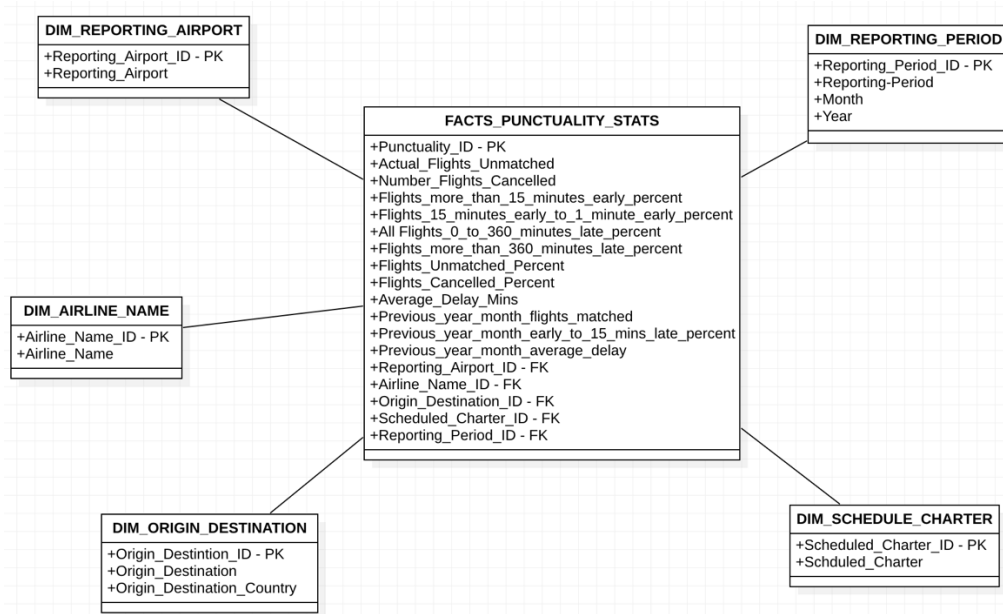 DIM_REPORTING_AIRPORT
+Reporting_Airport_ID - PK
+Reporting_Airport
DIM_REPORTING_PERIOD
+Reporting_Period_ID - PK
+Reporting-Period
+Month
+Year
FACTS_PUNCTUALITY_STATS
+Punctuality_ID - PK
+Actual_Flights_Unmatched
+Number_Flights_Cancelled
+Flights_more_than_15_minutes_early_percent
+Flights_15_minutes_early_to_1_minute_early_percent
+All Flights_0_to_360_minutes_late_percent
+Flights_more_than_360_minutes_late_percent
+Flights_Unmatched_Percent
+Flights_Cancelled_Percent
+Average_Delay_Mins
+Previous_year_month_flights_matched
+Previous_year_month_early_to_15_mins_late_percent
+Previous_year_month_average_delay
+Reporting_Airport_ID - FK
+Airline_Name_ID - FK
+Origin_Destination_ID - FK
+Scheduled_Charter_ID - FK
+Reporting_Period_ID - FK
DIM_AIRLINE_NAME
+Airline_Name_ID - PK
+Airline_Name
DIM_ORIGIN_DESTINATION
+Origin_Destintion_ID - PK
+Origin_Destination
+Origin_Destination_Country
DIM_SCHEDULE_CHARTER
+Scheduled_Charter_ID - PK
+Schduled_Charter